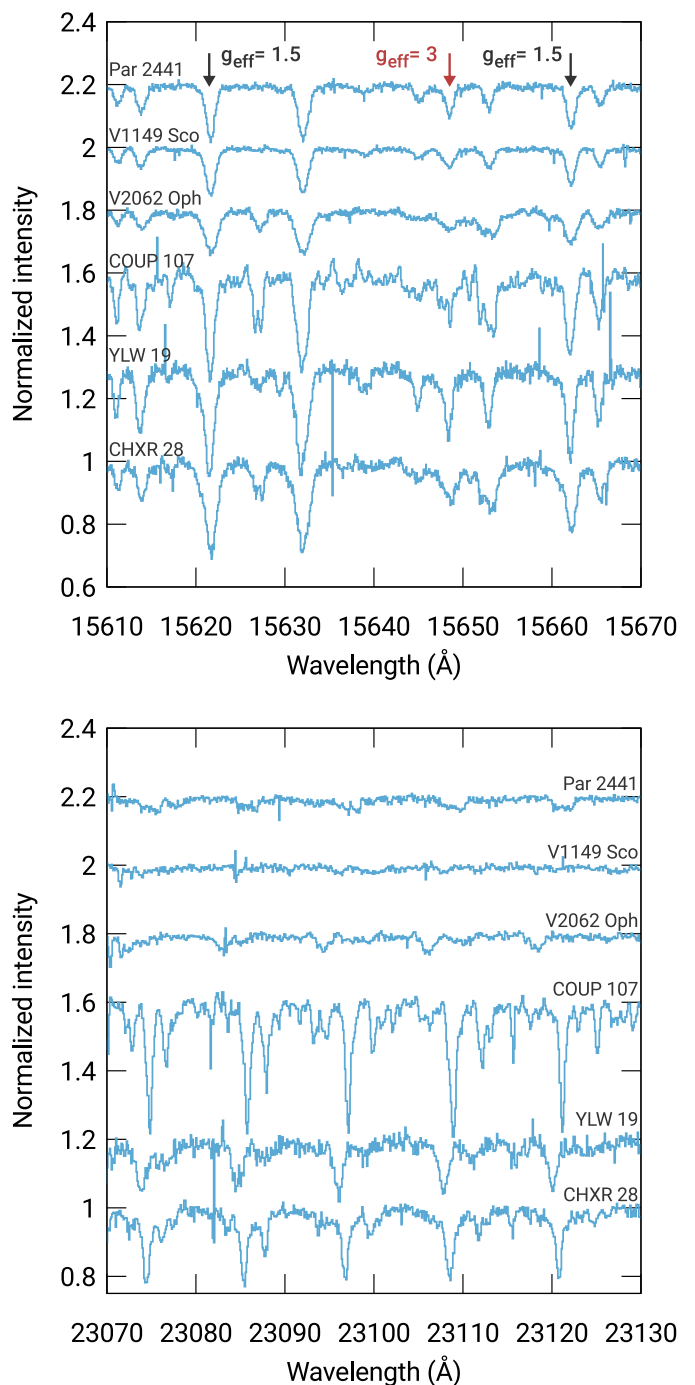 g_eff= 1.5 g_eff= 3 g_eff= 1.5
2.4
Par 2441
2.2
V1149 Sco
2
V2062 Oph
1.8
COUP 107
1.6
1.4
YLW 19
1.2
CHXR 28
1
0.8
0.6
Normalized intensity
15610 15620 15630 15640 15650 15660 15670
Wavelength (Å)
2.4
Par 2441
2.2
V1149 Sco
2
V2062 Oph
1.8
COUP 107
1.6
1.4
YLW 19
1.2
CHXR 28
1
0.8
Normalized intensity
23070 23080 23090 23100 23110 23120 23130
Wavelength (Å)